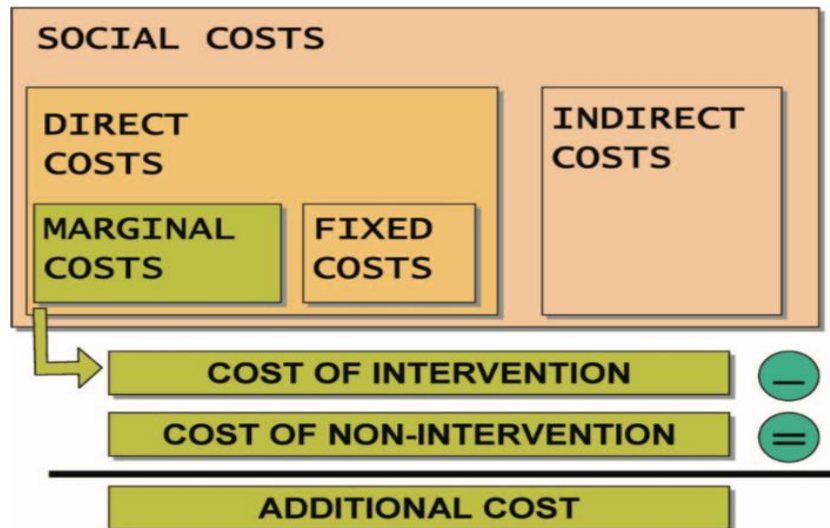 SOCIAL COSTS
DIRECT
COSTS
INDIRECT
COSTS
MARGINAL
COSTS
FIXED
COSTS
COST OF INTERVENTION −
COST OF NON-INTERVENTION =
ADDITIONAL COST